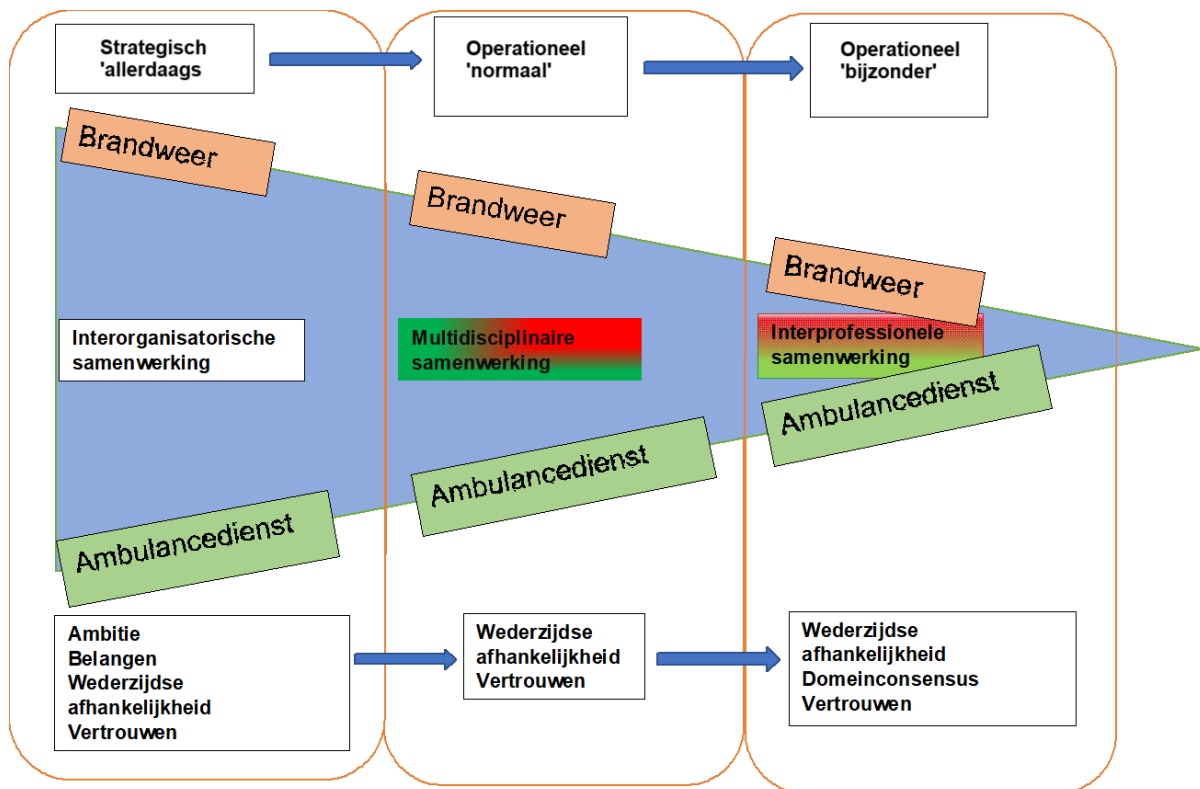 Strategisch
'allerdaags
Operationeel
'normaal'
Operationeel
'bijzonder'
Brandweer
Brandweer
Brandweer
Interorganisatorische
samenwerking
Multidisciplinaire
samenwerking
Interprofessionele
samenwerking
Ambulancedienst
Ambulancedienst
Ambulancedienst
Ambitie
Belangen
Wederzijdse
afhankelijkheid
Vertrouwen
Wederzijdse
afhankelijkheid
Vertrouwen
Wederzijdse
afhankelijkheid
Domeinconsensus
Vertrouwen